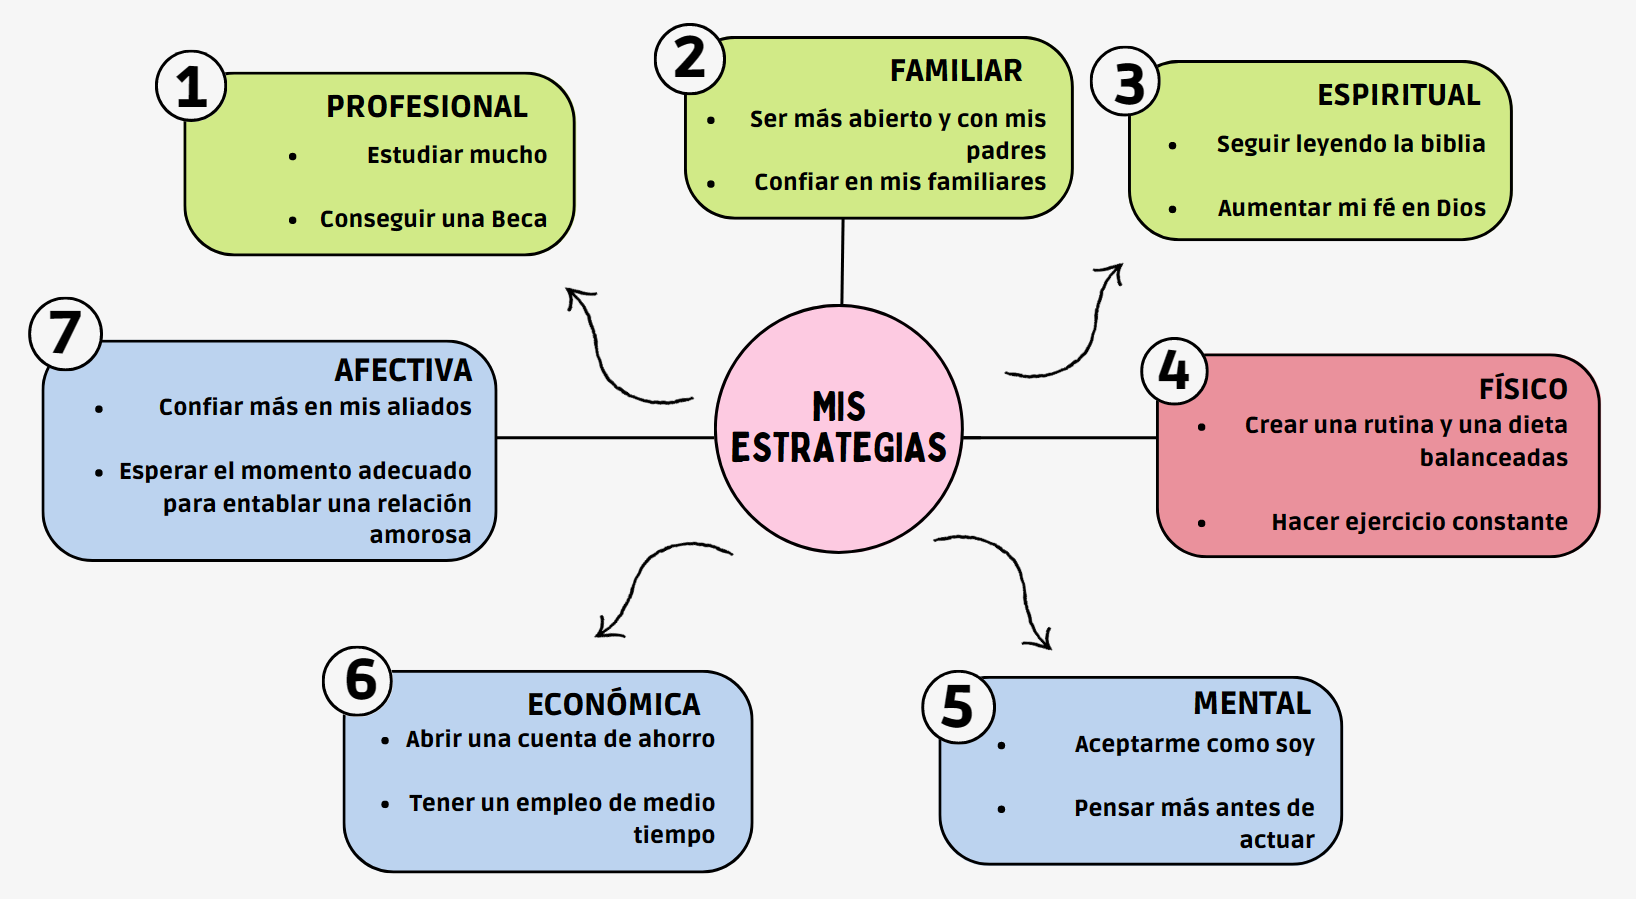 MIS
ESTRATEGIAS
1
PROFESIONAL
• Estudiar mucho
• Conseguir una Beca
2
FAMILIAR
• Ser más abierto y con mis
padres
• Confiar en mis familiares
3
ESPIRITUAL
• Seguir leyendo la biblia
• Aumentar mi fé en Dios
4
FÍSICO
• Crear una rutina y una dieta
balanceadas
• Hacer ejercicio constante
5
MENTAL
• Aceptarme como soy
• Pensar más antes de
actuar
6
ECONÓMICA
• Abrir una cuenta de ahorro
• Tener un empleo de medio
tiempo
7
AFECTIVA
• Confiar más en mis aliados
• Esperar el momento adecuado
para entablar una relación
amorosa